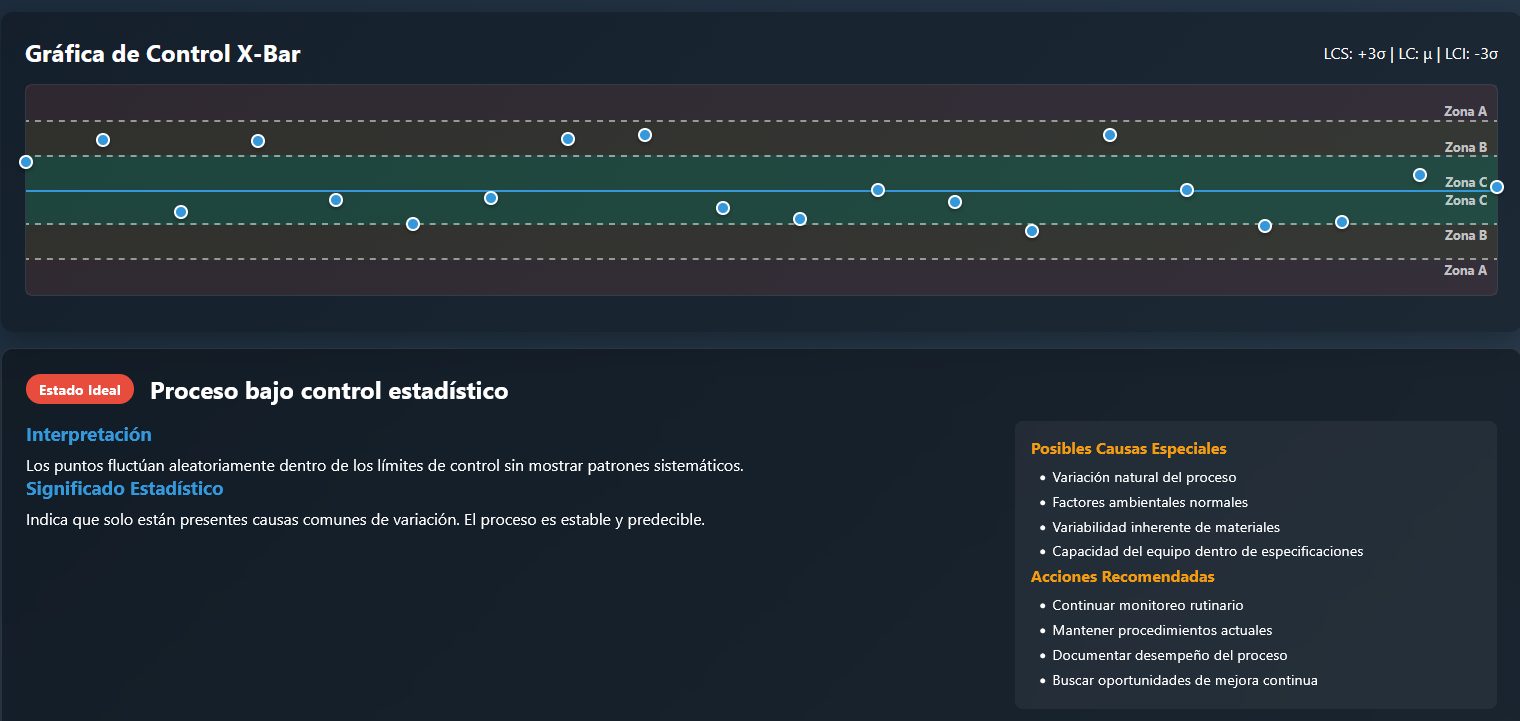 Gráfica de Control X-Bar
LCS: +3σ | LC: μ | LCI: -3σ
Zona A
Zona B
Zona C
Zona C
Zona B
Zona A
Estado Ideal
Proceso bajo control estadístico
Interpretación
Los puntos fluctúan aleatoriamente dentro de los límites de control sin mostrar patrones sistemáticos.
Significado Estadístico
Indica que solo están presentes causas comunes de variación. El proceso es estable y predecible.
Posibles Causas Especiales
• Variación natural del proceso
• Factores ambientales normales
• Variabilidad inherente de materiales
• Capacidad del equipo dentro de especificaciones
Acciones Recomendadas
• Continuar monitoreo rutinario
• Mantener procedimientos actuales
• Documentar desempeño del proceso
• Buscar oportunidades de mejora continua